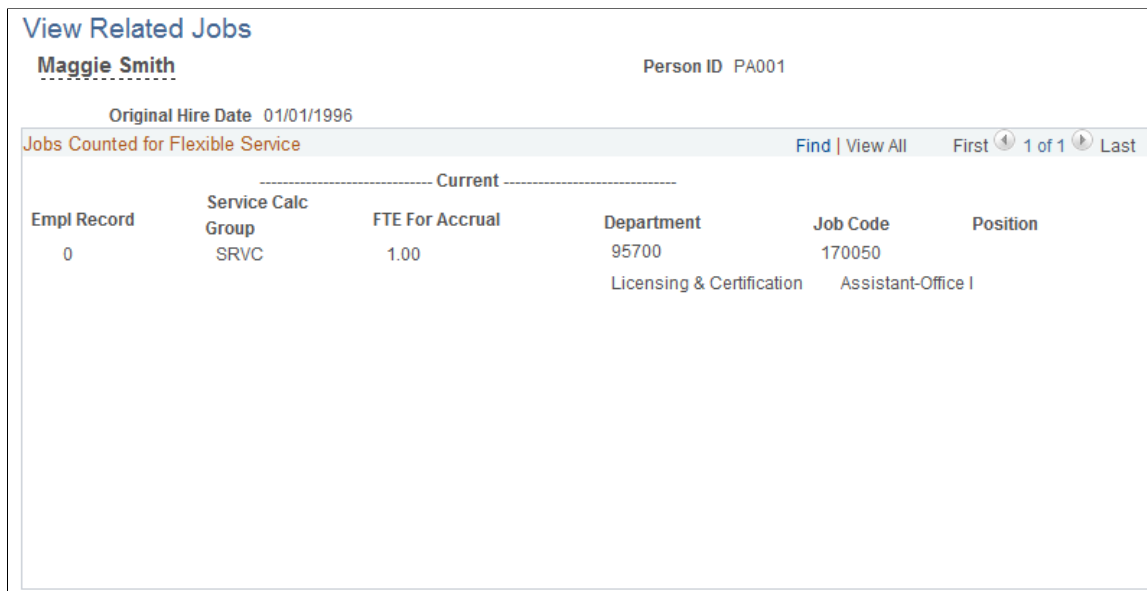 View Related Jobs
Maggie Smith Person ID PA001
Original Hire Date 01/01/1996
Jobs Counted for Flexible Service Find | View All First 1 of 1 Last
------------------------------ Current ------------------------------
Empl Record Service Calc Group FTE For Accrual Department Job Code Position
0 SRVC 1.00 95700 170050
Licensing & Certification Assistant-Office I